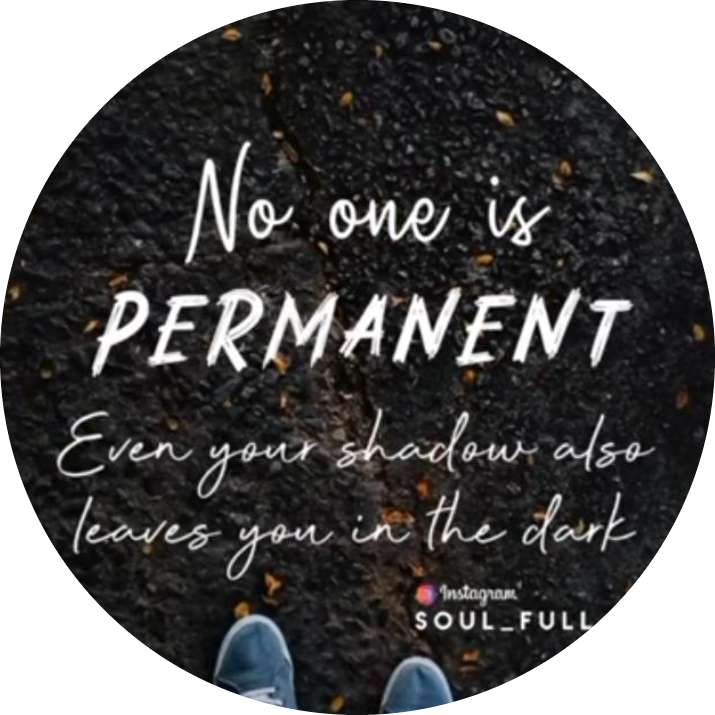 No one is
PERMANENT
Even your shadow also
leaves you in the dark
Instagram
SOUL_FULL